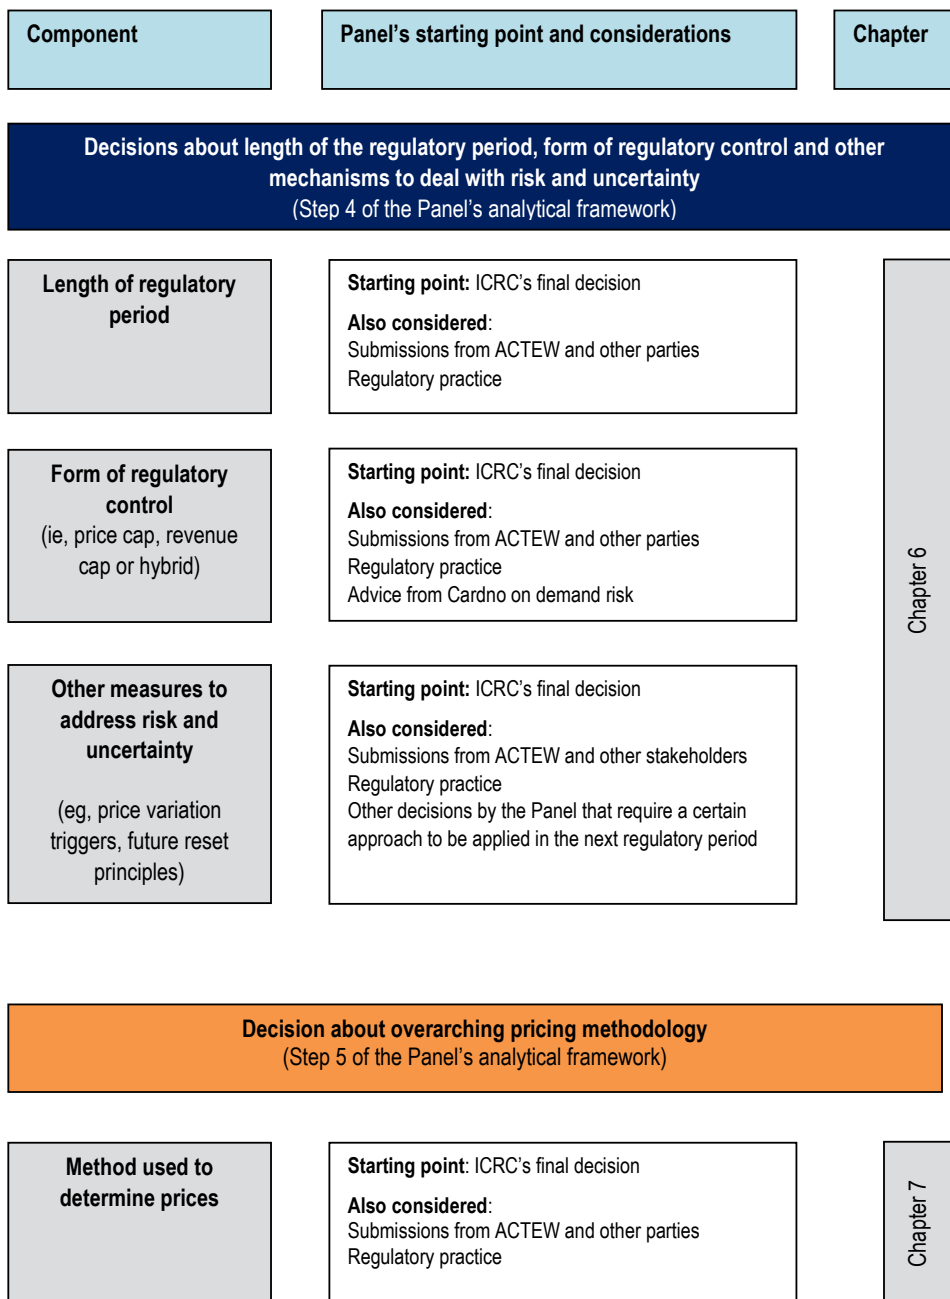 Component
Panel's starting point and considerations
Chapter
Decisions about length of the regulatory period, form of regulatory control and other
mechanisms to deal with risk and uncertainty
(Step 4 of the Panel's analytical framework)
Length of regulatory
period
Starting point: ICRC's final decision
Also considered:
Submissions from ACTEW and other parties
Regulatory practice
Form of regulatory
control
(ie, price cap, revenue
cap or hybrid)
Starting point: ICRC's final decision
Also considered:
Submissions from ACTEW and other parties
Regulatory practice
Advice from Cardno on demand risk
Other measures to
address risk and
uncertainty
(eg, price variation
triggers, future reset
principles)
Starting point: ICRC's final decision
Also considered:
Submissions from ACTEW and other stakeholders
Regulatory practice
Other decisions by the Panel that require a certain
approach to be applied in the next regulatory period
Chapter 6
Decision about overarching pricing methodology
(Step 5 of the Panel's analytical framework)
Method used to
determine prices
Starting point: ICRC's final decision
Also considered:
Submissions from ACTEW and other parties
Regulatory practice
Chapter 7